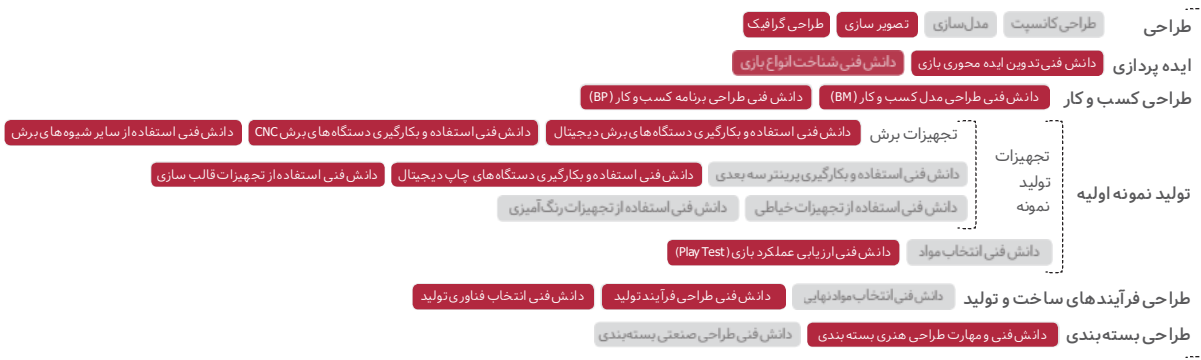 طراحی طراحی کانسپت مدل‌سازی تصویر سازی طراحی گرافیک
ایده پردازی دانش فنی تدوین ایده محوری بازی دانش فنی شناخت انواع بازی
طراحی کسب و کار دانش فنی طراحی مدل کسب و کار (BM) دانش فنی طراحی برنامه کسب و کار (BP)
تجهیزات برش دانش فنی استفاده و بکارگیری دستگاه‌های برش دیجیتال دانش فنی استفاده و بکارگیری دستگاه‌های برش CNC دانش فنی استفاده از سایر شیوه‌های برش
تولید نمونه اولیه
تجهیزات
تولید
نمونه
دانش فنی استفاده و بکارگیری پرینتر سه بعدی دانش فنی استفاده و بکارگیری دستگاه‌های چاپ دیجیتال دانش فنی استفاده از تجهیزات قالب سازی
دانش فنی استفاده از تجهیزات خیاطی دانش فنی استفاده از تجهیزات رنگ‌آمیزی
دانش فنی انتخاب مواد دانش فنی ارزیابی عملکرد بازی (Play Test)
طراحی فرآیندهای ساخت و تولید دانش فنی انتخاب مواد نهایی دانش فنی طراحی فرآیند تولید دانش فنی انتخاب فناوری تولید
طراحی بسته‌بندی دانش فنی و مهارت طراحی هنری بسته بندی دانش فنی طراحی صنعتی بسته‌بندی